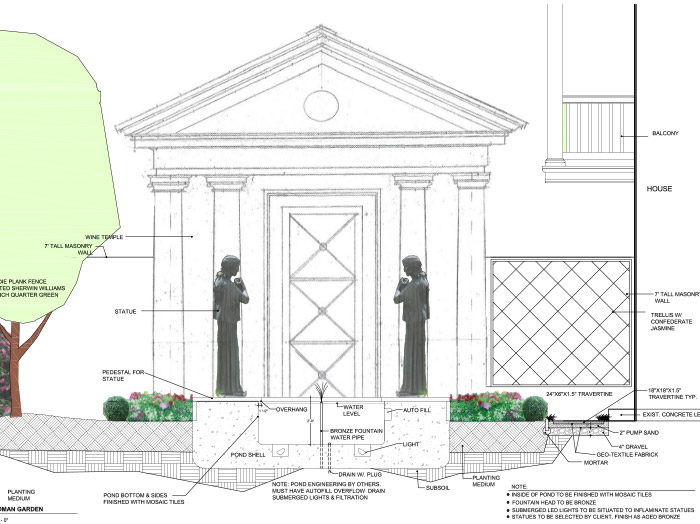 BALCONY
HOUSE
WINE TEMPLE
7" TALL MASONRY
WALL
DIE PLANK FENCE
TED SHERWIN WILLIAMS
ICH QUARTER GREEN
STATUE
7" TALL MASONRY
WALL
TRELLIS W/
CONFEDERATE
JASMINE
PEDESTAL FOR
STATUE
24"X6"X1.5" TRAVERTINE
18"X18"X1.5"
TRAVERTINE TYP.
OVERHANG
WATER
LEVEL
AUTO FILL
EXIST. CONCRETE LE
BRONZE FOUNTAIN
WATER PIPE
2" PUMP SAND
4" GRAVEL
GEO-TEXTILE FABRICK
MORTAR
POND SHELL
LIGHT
DRAIN W/. PLUG
PLANTING
MEDIUM
SUBSOIL
NOTE: POND ENGINEERING BY OTHERS.
MUST HAVE AUTOFILL OVERFLOW DRAIN
SUBMERGED LIGHTS & FILTRATION
POND BOTTOM & SIDES
FINISHED WITH MOSAIC TILES
PLANTING
MEDIUM
OMAN GARDEN
NOTE:
INSIDE OF POND TO BE FINISHED WITH MOSAIC TILES
FOUNTAIN HEAD TO BE BRONZE
SUBMERGED LED LIGHTS TO BE SITUATED TO INFLAMINATE STATUES
STATUES TO BE SELECTED BY CLIENT. FINISH AS AGED BRONZE